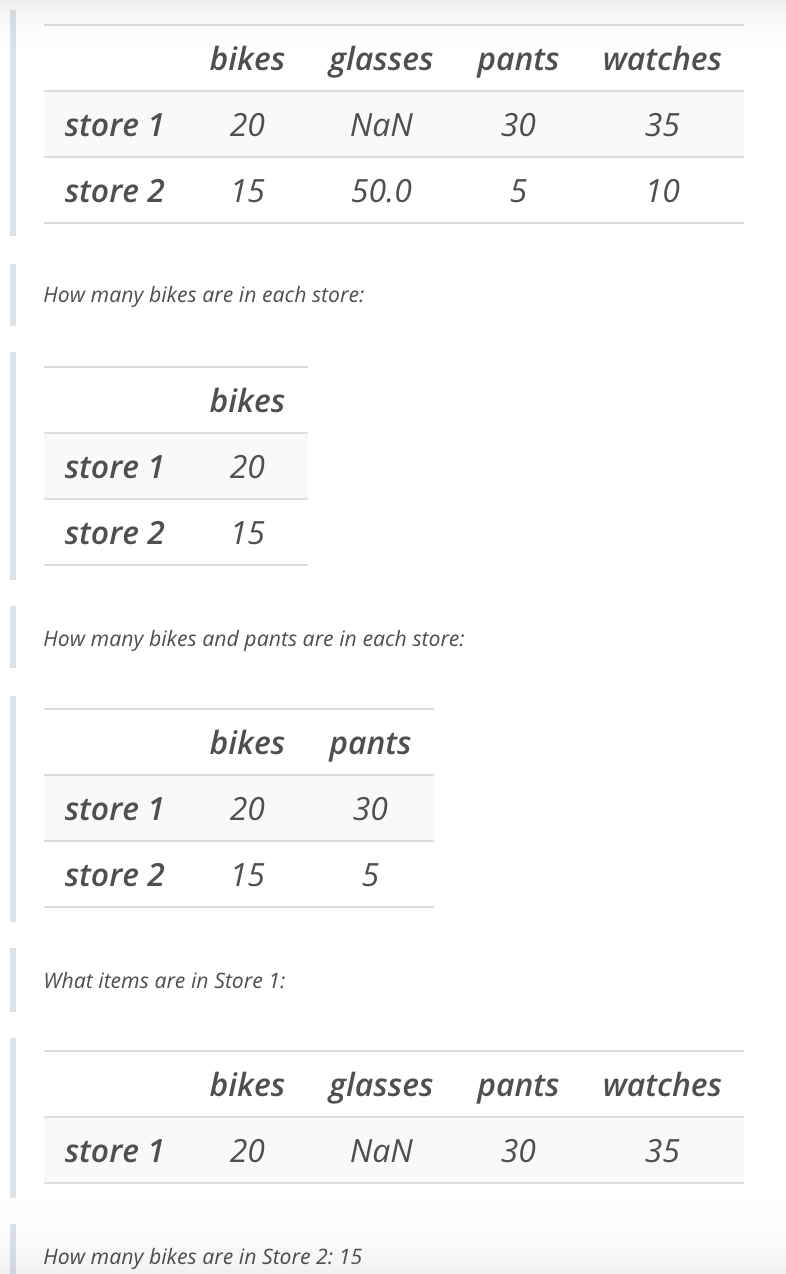 bikes glasses pants watches
store 1 20 NaN 30 35
store 2 15 50.0 5 10
How many bikes are in each store:
bikes
store 1 20
store 2 15
How many bikes and pants are in each store:
bikes pants
store 1 20 30
store 2 15 5
What items are in Store 1:
bikes glasses pants watches
store 1 20 NaN 30 35
How many bikes are in Store 2: 15